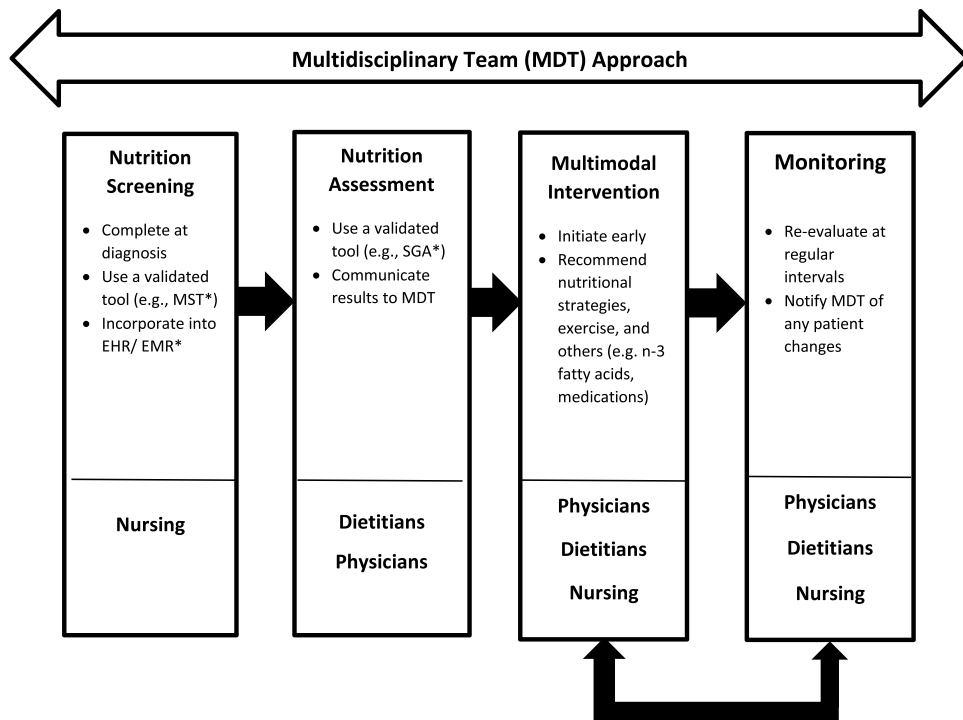 Multidisciplinary Team (MDT) Approach
Nutrition
Screening
• Complete at
diagnosis
• Use a validated
tool (e.g., MST*)
• Incorporate into
EHR/ EMR*
Nursing
Nutrition
Assessment
• Use a validated
tool (e.g., SGA*)
• Communicate
results to MDT
Dietitians
Physicians
Multimodal
Intervention
• Initiate early
• Recommend
nutritional
strategies,
exercise, and
others (e.g. n-3
fatty acids,
medications)
Physicians
Dietitians
Nursing
Monitoring
• Re-evaluate at
regular
intervals
• Notify MDT of
any patient
changes
Physicians
Dietitians
Nursing